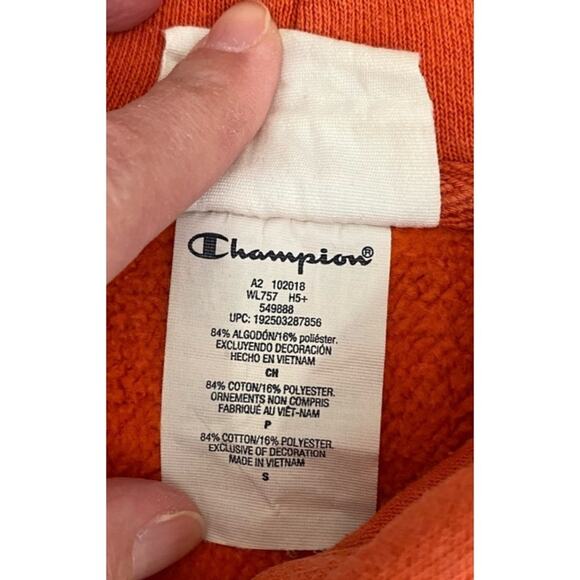 Champion®
A2 102018
WL757 H5+
549888
UPC: 192503287856
84% ALGODÓN/16% poliéster.
EXCLUYENDO DECORACIÓN
HECHO EN VIETNAM
CH
84% COTON/16% POLYESTER.
ORNEMENTS NON COMPRIS
FABRIQUÉ AU VIÊT-NAM
P
84% COTTON/16% POLYESTER.
EXCLUSIVE OF DECORATION
MADE IN VIETNAM
S